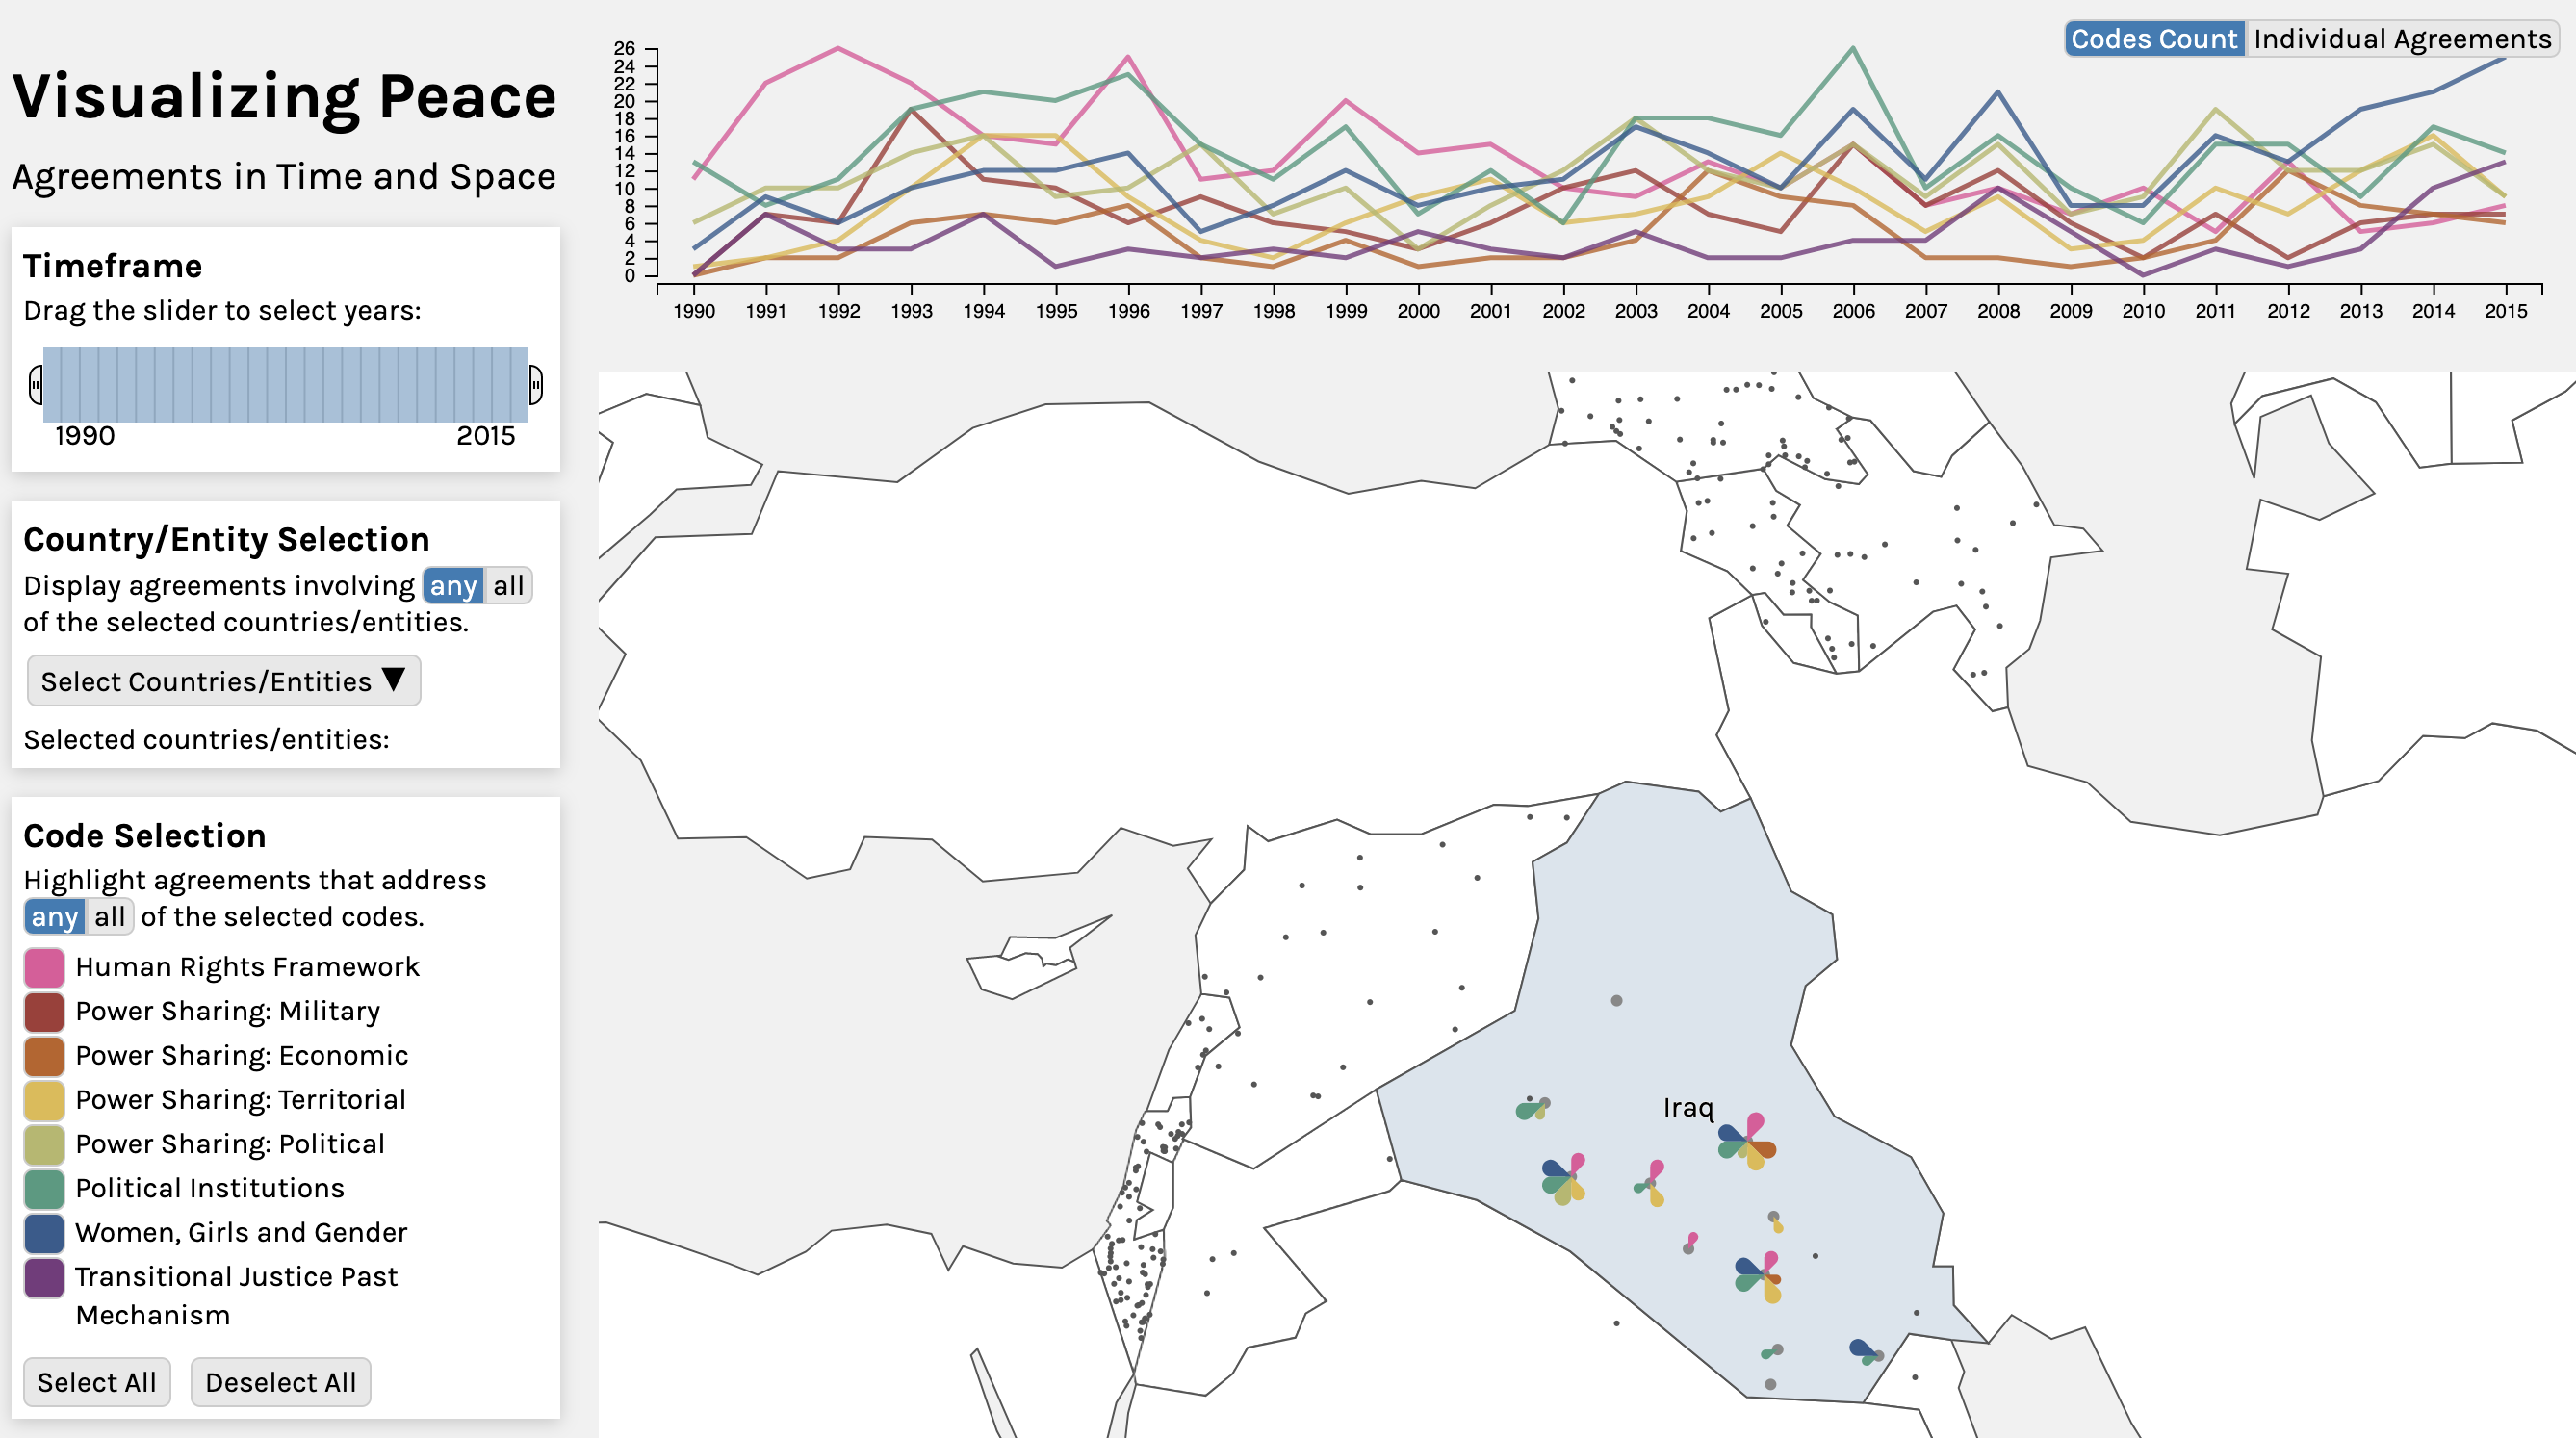 Visualizing Peace
Agreements in Time and Space
Timeframe
Drag the slider to select years:
1990 2015
Country/Entity Selection
Display agreements involving any all
of the selected countries/entities.
Select Countries/Entities ▼
Selected countries/entities:
Code Selection
Highlight agreements that address
any all of the selected codes.
Human Rights Framework
Power Sharing: Military
Power Sharing: Economic
Power Sharing: Territorial
Power Sharing: Political
Political Institutions
Women, Girls and Gender
Transitional Justice Past
Mechanism
Select All Deselect All
Codes Count Individual Agreements
26
24
22
20
18
16
14
12
10
8
6
4
2
0
1990 1991 1992 1993 1994 1995 1996 1997 1998 1999 2000 2001 2002 2003 2004 2005 2006 2007 2008 2009 2010 2011 2012 2013 2014 2015
Iraq